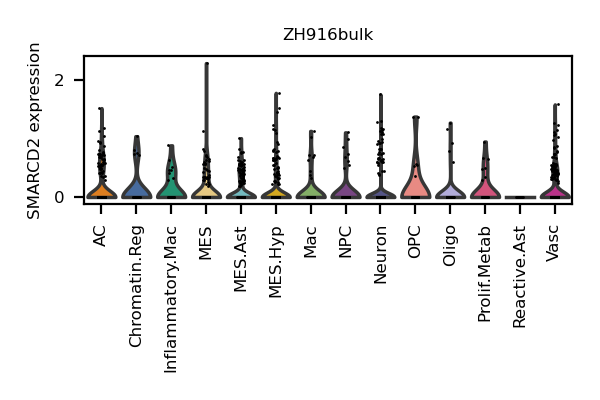 ZH916bulk
SMARCD2 expression
2
0
AC
Chromatin.Reg
Inflammatory.Mac
MES
MES.Ast
MES.Hyp
Mac
NPC
Neuron
OPC
Oligo
Prolif.Metab
Reactive.Ast
Vasc